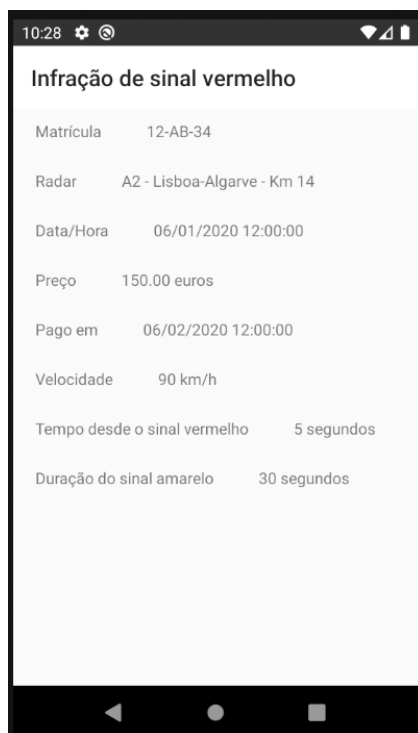 10:28
Infração de sinal vermelho
Matrícula 12-AB-34
Radar A2 - Lisboa-Algarve - Km 14
Data/Hora 06/01/2020 12:00:00
Preço 150.00 euros
Pago em 06/02/2020 12:00:00
Velocidade 90 km/h
Tempo desde o sinal vermelho 5 segundos
Duração do sinal amarelo 30 segundos